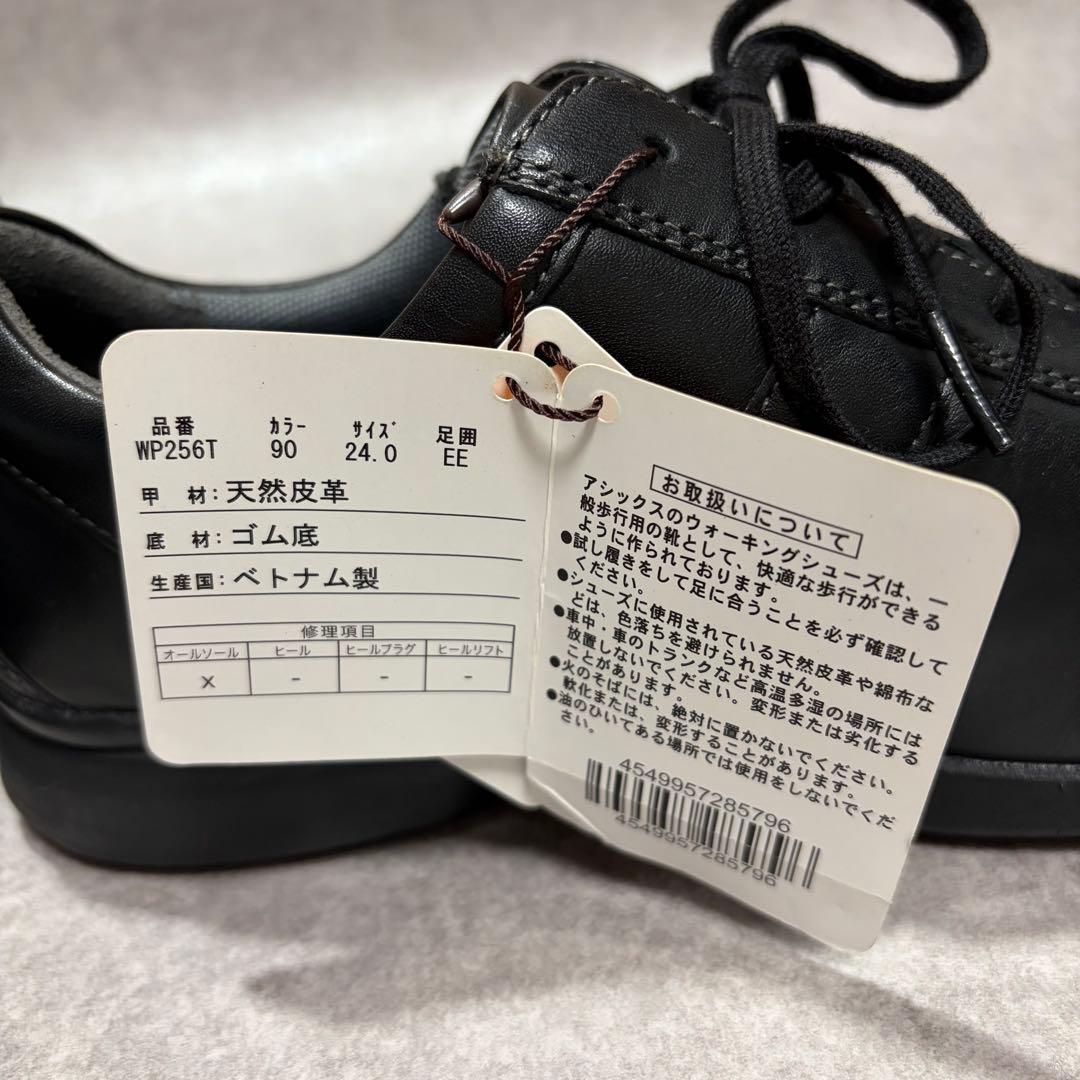 品番 ｶﾗｰ ｻｲｽﾞ 足囲
WP256T 90 24.0 EE
甲 材：天然皮革
底 材：ゴム底
生産国：ベトナム製
修理項目
オールソール ヒール ヒールプラグ ヒールリフト
× - - -
お取扱いについて
アシックスのウオーキングシューズは、一
般歩行用の靴として、快適な歩行ができる
ように作られております。
●試し履きをして足に合うことを必ず確認して
ください。
●シューズに使用されている天然皮革や綿布な
どは、色落ちを避けられません。
●車中・車のトランクなど高温多湿の場所には
放置しないでください。変形または劣化する
ことがあります。
●火のそばには、絶対に置かないでください。
軟化または、変形することがあります。
●油のひいてある場所では使用をしないでくだ
さい。
4549957285796
4549957285796